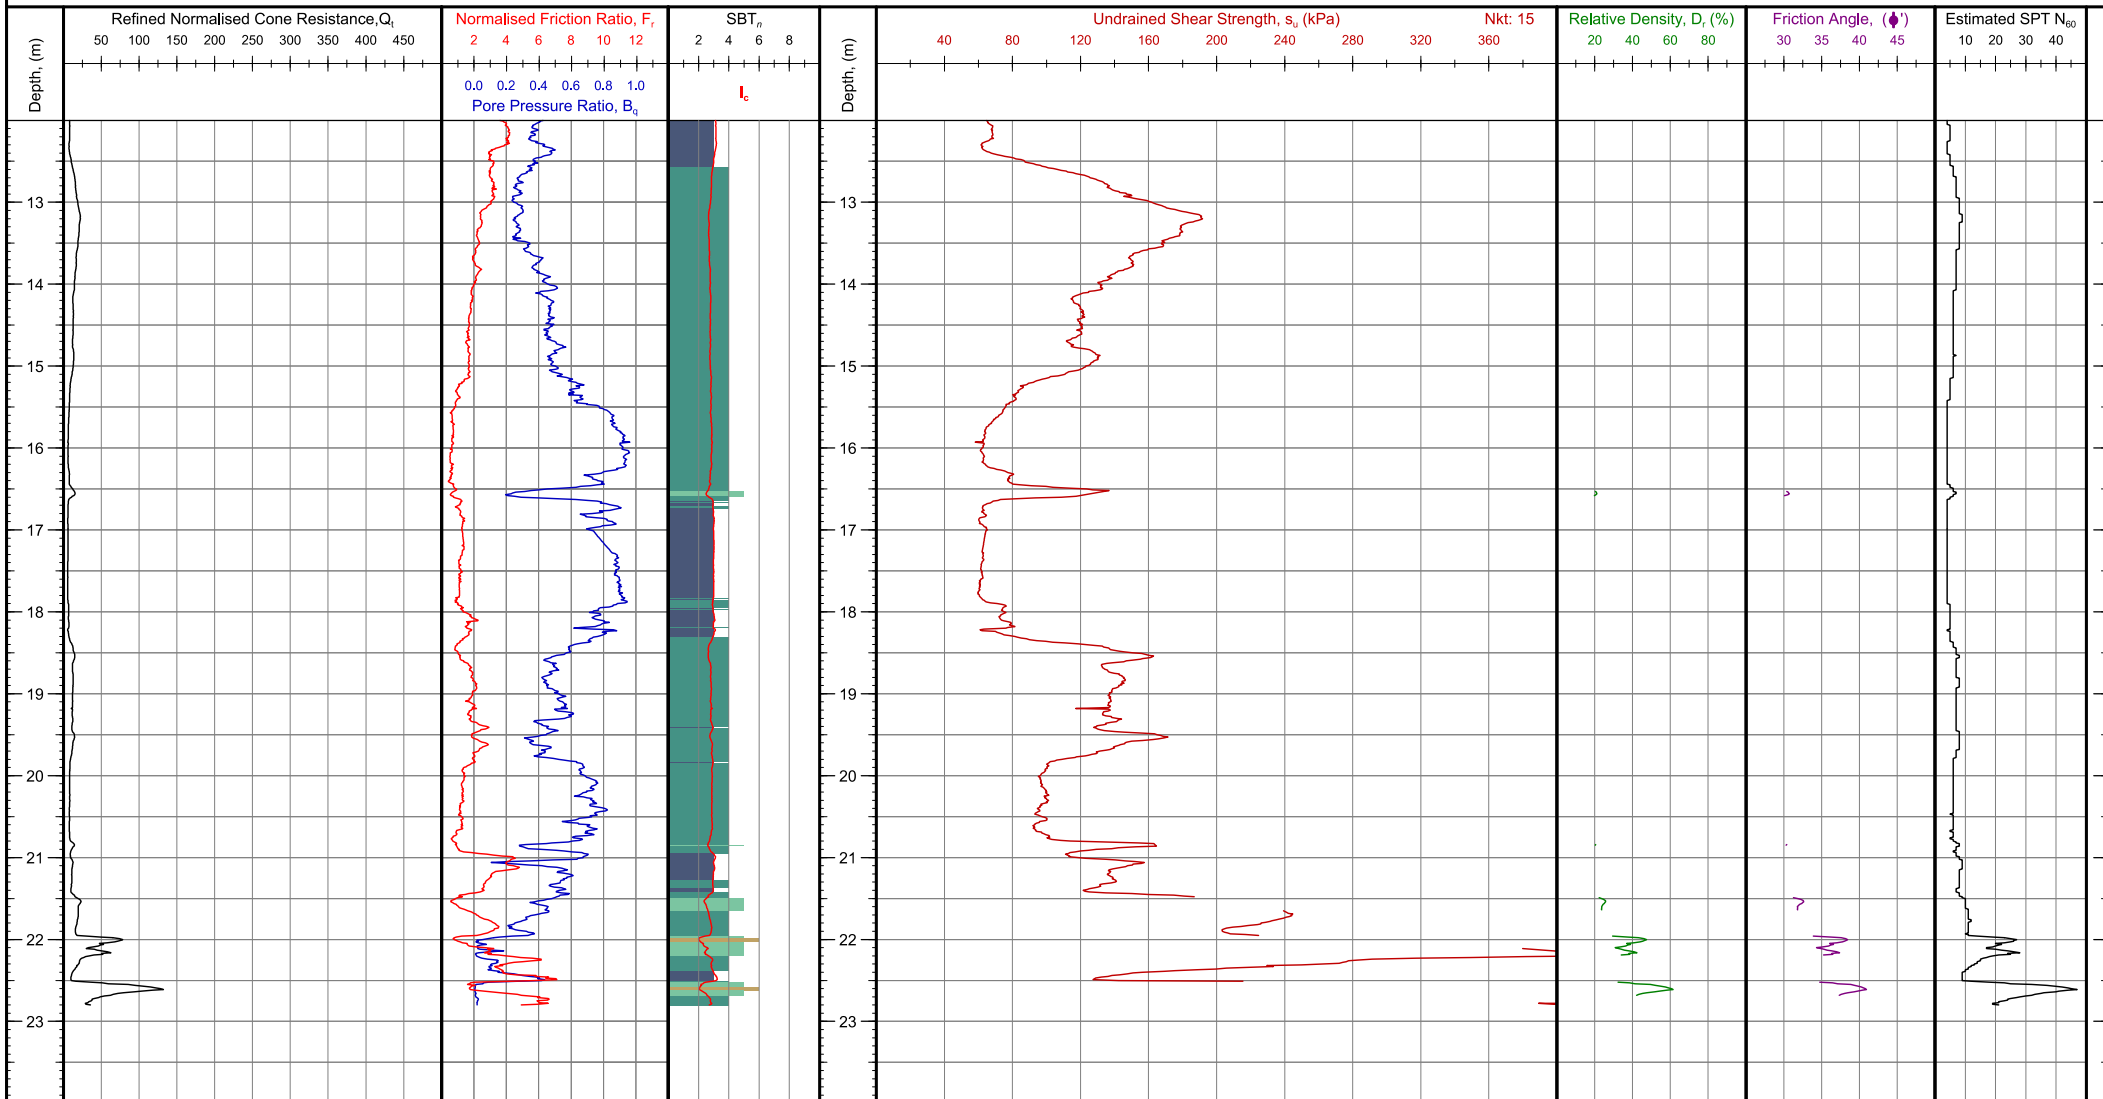 Refined Normalised Cone Resistance,Qt
50 100 150 200 250 300 350 400 450
Normalised Friction Ratio, Fr
2 4 6 8 10 12
0.0 0.2 0.4 0.6 0.8 1.0
Pore Pressure Ratio, Bq
SBTn
2 4 6 8
Ic
Undrained Shear Strength, su (kPa) Nkt: 15
40 80 120 160 200 240 280 320 360
Relative Density, Dr (%)
20 40 60 80
Friction Angle, (ϕ')
30 35 40 45
Estimated SPT N60
10 20 30 40
Depth, (m)
Depth, (m)
13 13
14 14
15 15
16 16
17 17
18 18
19 19
20 20
21 21
22 22
23 23